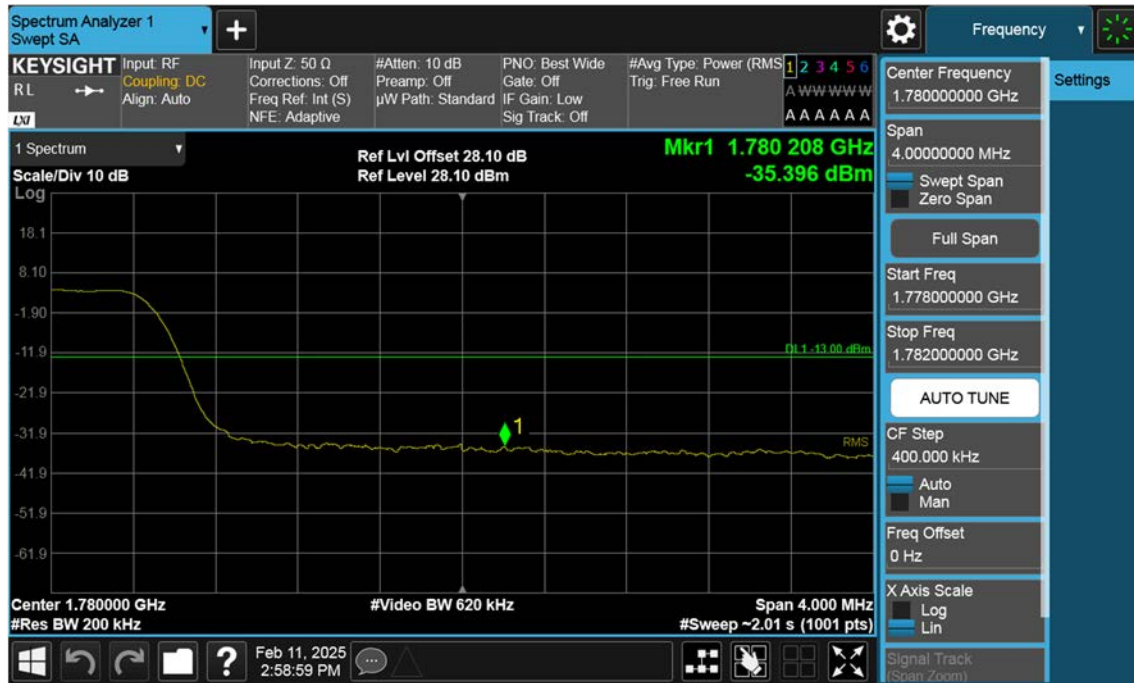 Spectrum Analyzer 1
Swept SA
+
Frequency
KEYSIGHT
RL
LXI
Input: RF
Coupling: DC
Align: Auto
Input Z: 50 Ω
Corrections: Off
Freq Ref: Int (S)
NFE: Adaptive
#Atten: 10 dB
Preamp: Off
µW Path: Standard
PNO: Best Wide
Gate: Off
IF Gain: Low
Sig Track: Off
#Avg Type: Power (RMS
Trig: Free Run
1 2 3 4 5 6
A W W W W W
A A A A A A
1 Spectrum
Scale/Div 10 dB
Ref Lvl Offset 28.10 dB
Ref Level 28.10 dBm
Mkr1 1.780 208 GHz
-35.396 dBm
Log
18.1
8.10
-1.90
-11.9
-21.9
-31.9
-41.9
-51.9
-61.9
DL1 -13.00 dBm
1
RMS
Center 1.780000 GHz
#Video BW 620 kHz
Span 4.000 MHz
#Res BW 200 kHz
#Sweep ~2.01 s (1001 pts)
Center Frequency
1.780000000 GHz
Span
4.00000000 MHz
Swept Span
Zero Span
Full Span
Start Freq
1.778000000 GHz
Stop Freq
1.782000000 GHz
AUTO TUNE
CF Step
400.000 kHz
Auto
Man
Freq Offset
0 Hz
X Axis Scale
Log
Lin
Signal Track
(Span Zoom)
Settings
?
Feb 11, 2025
2:58:59 PM